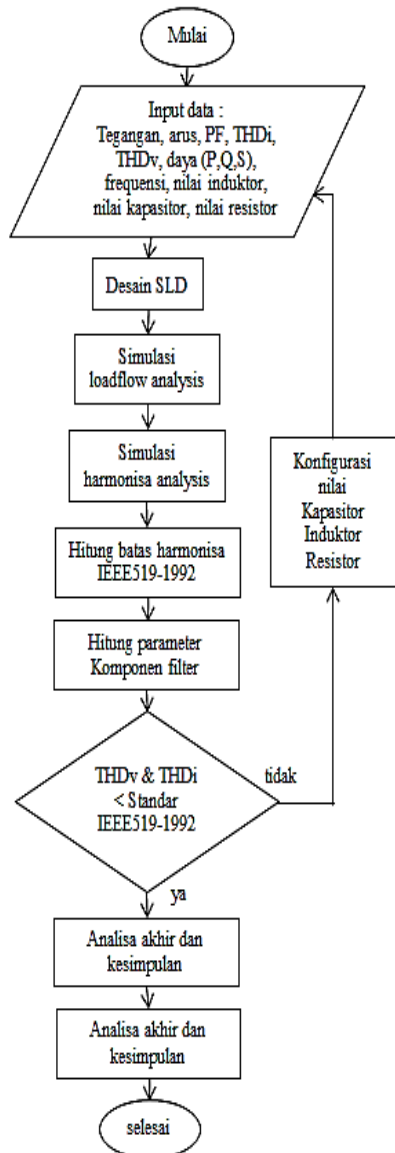 Mulai
Input data :
Tegangan, arus, PF, THDi,
THDv, daya (P,Q,S),
frekuensi, nilai induktor,
nilai kapasitor, nilai resistor
Desain SLD
Simulasi
loadflow analysis
Simulasi
harmonisa analysis
Hitung batas harmonisa
IEEE519-1992
Hitung parameter
Komponen filter
THDv & THDi
< Standar
IEEE519-1992
tidak
Konfigurasi
nilai
Kapasitor
Induktor
Resistor
ya
Analisa akhir dan
kesimpulan
Analisa akhir dan
kesimpulan
selesai